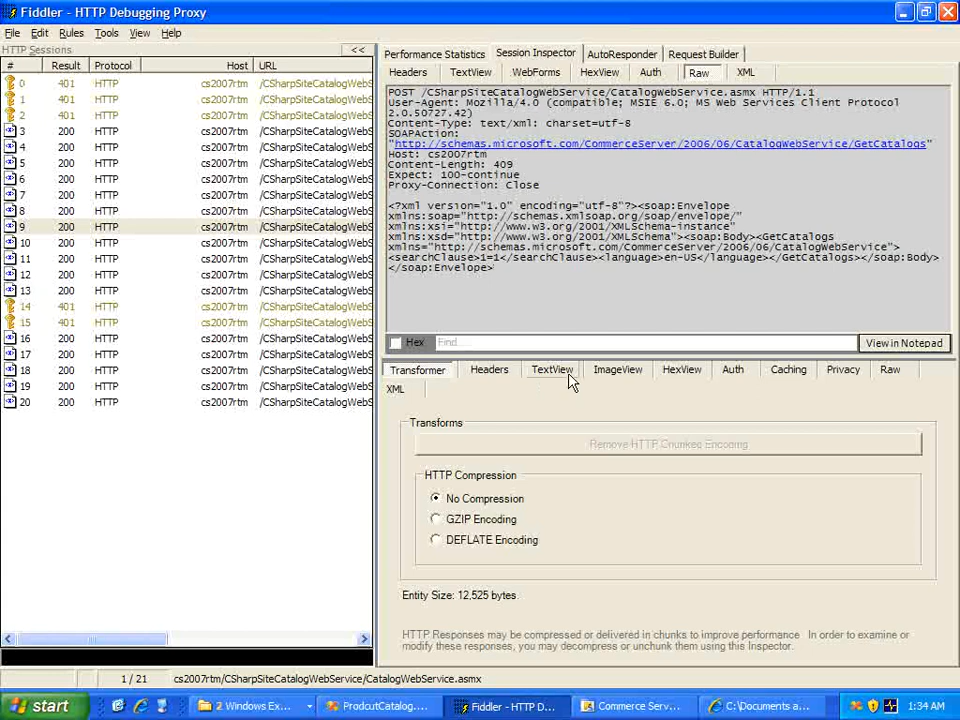 Fiddler - HTTP Debugging Proxy
File Edit Rules Tools View Help
HTTP Sessions <<
# Result Protocol Host URL
0 401 HTTP cs2007rtm /CSharpSiteCatalogWebS
1 401 HTTP cs2007rtm /CSharpSiteCatalogWebS
2 401 HTTP cs2007rtm /CSharpSiteCatalogWebS
3 200 HTTP cs2007rtm /CSharpSiteCatalogWebS
4 200 HTTP cs2007rtm /CSharpSiteCatalogWebS
5 200 HTTP cs2007rtm /CSharpSiteCatalogWebS
6 200 HTTP cs2007rtm /CSharpSiteCatalogWebS
7 200 HTTP cs2007rtm /CSharpSiteCatalogWebS
8 200 HTTP cs2007rtm /CSharpSiteCatalogWebS
9 200 HTTP cs2007rtm /CSharpSiteCatalogWebS
10 200 HTTP cs2007rtm /CSharpSiteCatalogWebS
11 200 HTTP cs2007rtm /CSharpSiteCatalogWebS
12 200 HTTP cs2007rtm /CSharpSiteCatalogWebS
13 200 HTTP cs2007rtm /CSharpSiteCatalogWebS
14 401 HTTP cs2007rtm /CSharpSiteCatalogWebS
15 401 HTTP cs2007rtm /CSharpSiteCatalogWebS
16 200 HTTP cs2007rtm /CSharpSiteCatalogWebS
17 200 HTTP cs2007rtm /CSharpSiteCatalogWebS
18 200 HTTP cs2007rtm /CSharpSiteCatalogWebS
19 200 HTTP cs2007rtm /CSharpSiteCatalogWebS
20 200 HTTP cs2007rtm /CSharpSiteCatalogWebS
Performance Statistics Session Inspector AutoResponder Request Builder
Headers TextView WebForms HexView Auth Raw XML
POST /CSharpSiteCatalogWebService/CatalogWebService.asmx HTTP/1.1
User-Agent: Mozilla/4.0 (compatible; MSIE 6.0; MS Web Services Client Protocol
2.0.50727.42)
Content-Type: text/xml; charset=utf-8
SOAPAction:
"http://schemas.microsoft.com/CommerceServer/2006/06/CatalogWebService/GetCatalogs"
Host: cs2007rtm
Content-Length: 409
Expect: 100-continue
Proxy-Connection: Close
<?xml version="1.0" encoding="utf-8"?><soap:Envelope
xmlns:soap="http://schemas.xmlsoap.org/soap/envelope/"
xmlns:xsi="http://www.w3.org/2001/XMLSchema-instance"
xmlns:xsd="http://www.w3.org/2001/XMLSchema"><soap:Body><GetCatalogs
xmlns="http://schemas.microsoft.com/CommerceServer/2006/06/CatalogWebService">
<searchClause>1=1</searchClause><language>en-US</language></GetCatalogs></soap:Body>
</soap:Envelope>
Hex Find... View in Notepad
Transformer Headers TextView ImageView HexView Auth Caching Privacy Raw
XML
Transforms
Remove HTTP Chunked Encoding
HTTP Compression
No Compression
GZIP Encoding
DEFLATE Encoding
Entity Size: 12,525 bytes
HTTP Responses may be compressed or delivered in chunks to improve performance. In order to examine or
modify these responses, you may decompress or unchunk them using this Inspector.
1 / 21 cs2007rtm/CSharpSiteCatalogWebService/CatalogWebService.asmx
start 2 Windows Ex... ProdcutCatalog.... Fiddler - HTTP D... Commerce Serv... C:\Documents a... 1:34 AM